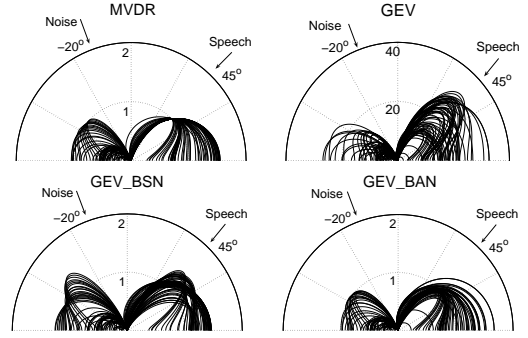 MVDR
Noise
−20°
2
1
Speech
45°
GEV
Noise
−20°
40
20
Speech
45°
GEV_BSN
Noise
−20°
2
1
Speech
45°
GEV_BAN
Noise
−20°
2
1
Speech
45°